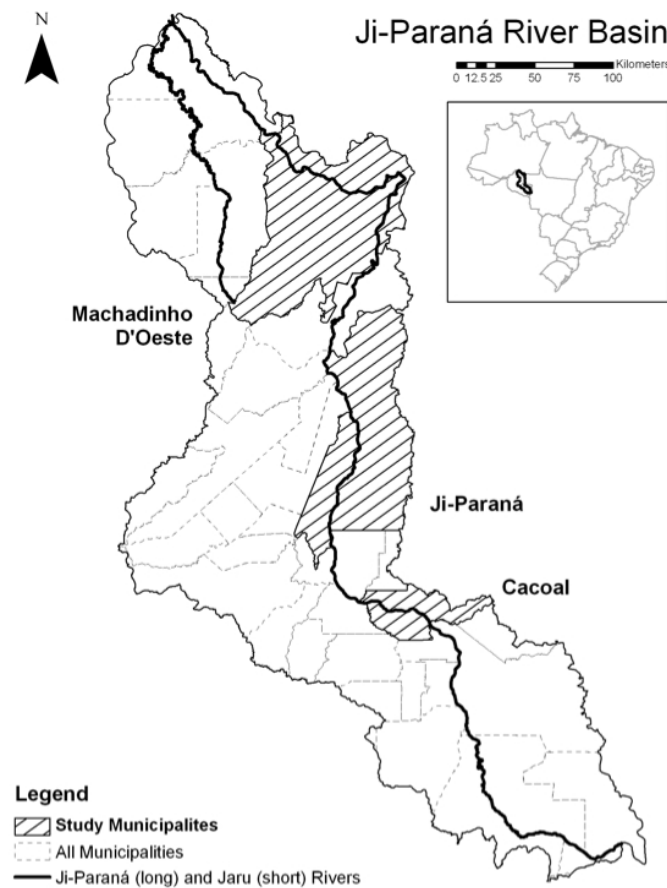 N
Ji-Paraná River Basin
Kilometers
0 12.5 25 50 75 100
Machadinho
D'Oeste
Ji-Paraná
Cacoal
Legend
Study Municipalites
All Municipalities
Ji-Paraná (long) and Jaru (short) Rivers